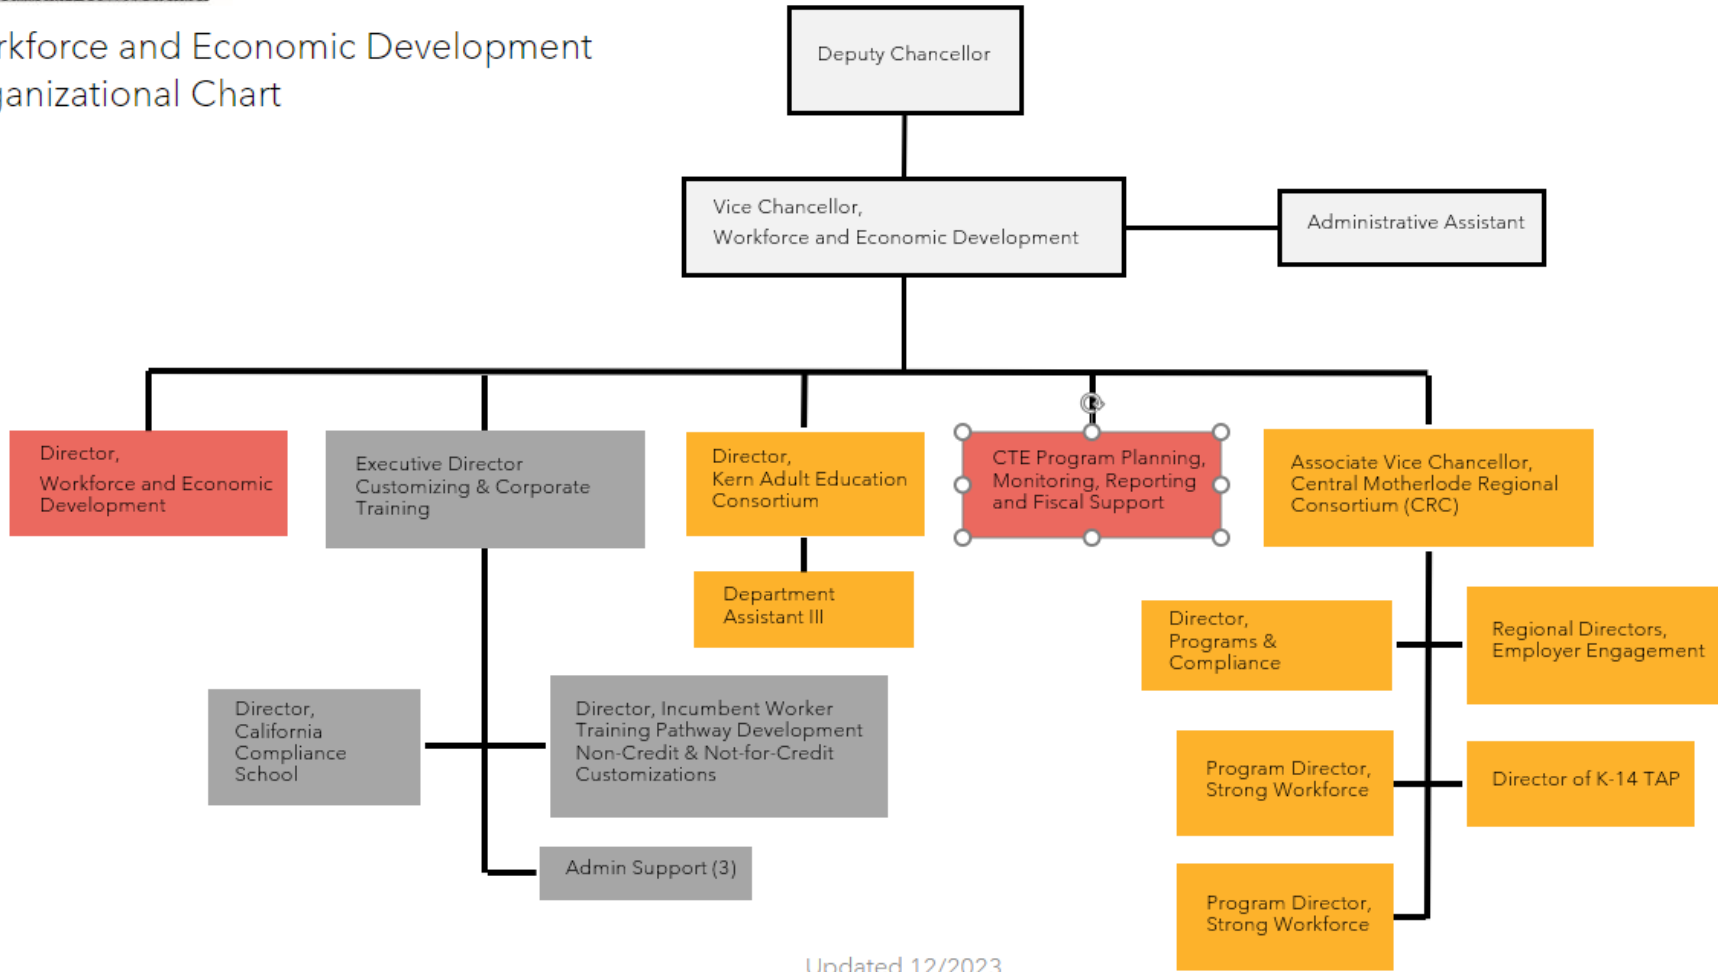 rkforce and Economic Development
ganizational Chart
Deputy Chancellor
Vice Chancellor,
Workforce and Economic Development
Administrative Assistant
Director,
Workforce and Economic
Development
Executive Director
Customizing & Corporate
Training
Director,
Kern Adult Education
Consortium
CTE Program Planning,
Monitoring, Reporting
and Fiscal Support
Associate Vice Chancellor,
Central Motherlode Regional
Consortium (CRC)
Department
Assistant III
Director,
Programs &
Compliance
Regional Directors,
Employer Engagement
Director,
California
Compliance
School
Director, Incumbent Worker
Training Pathway Development
Non-Credit & Not-for-Credit
Customizations
Program Director,
Strong Workforce
Director of K-14 TAP
Admin Support (3)
Program Director,
Strong Workforce
Updated 12/2023